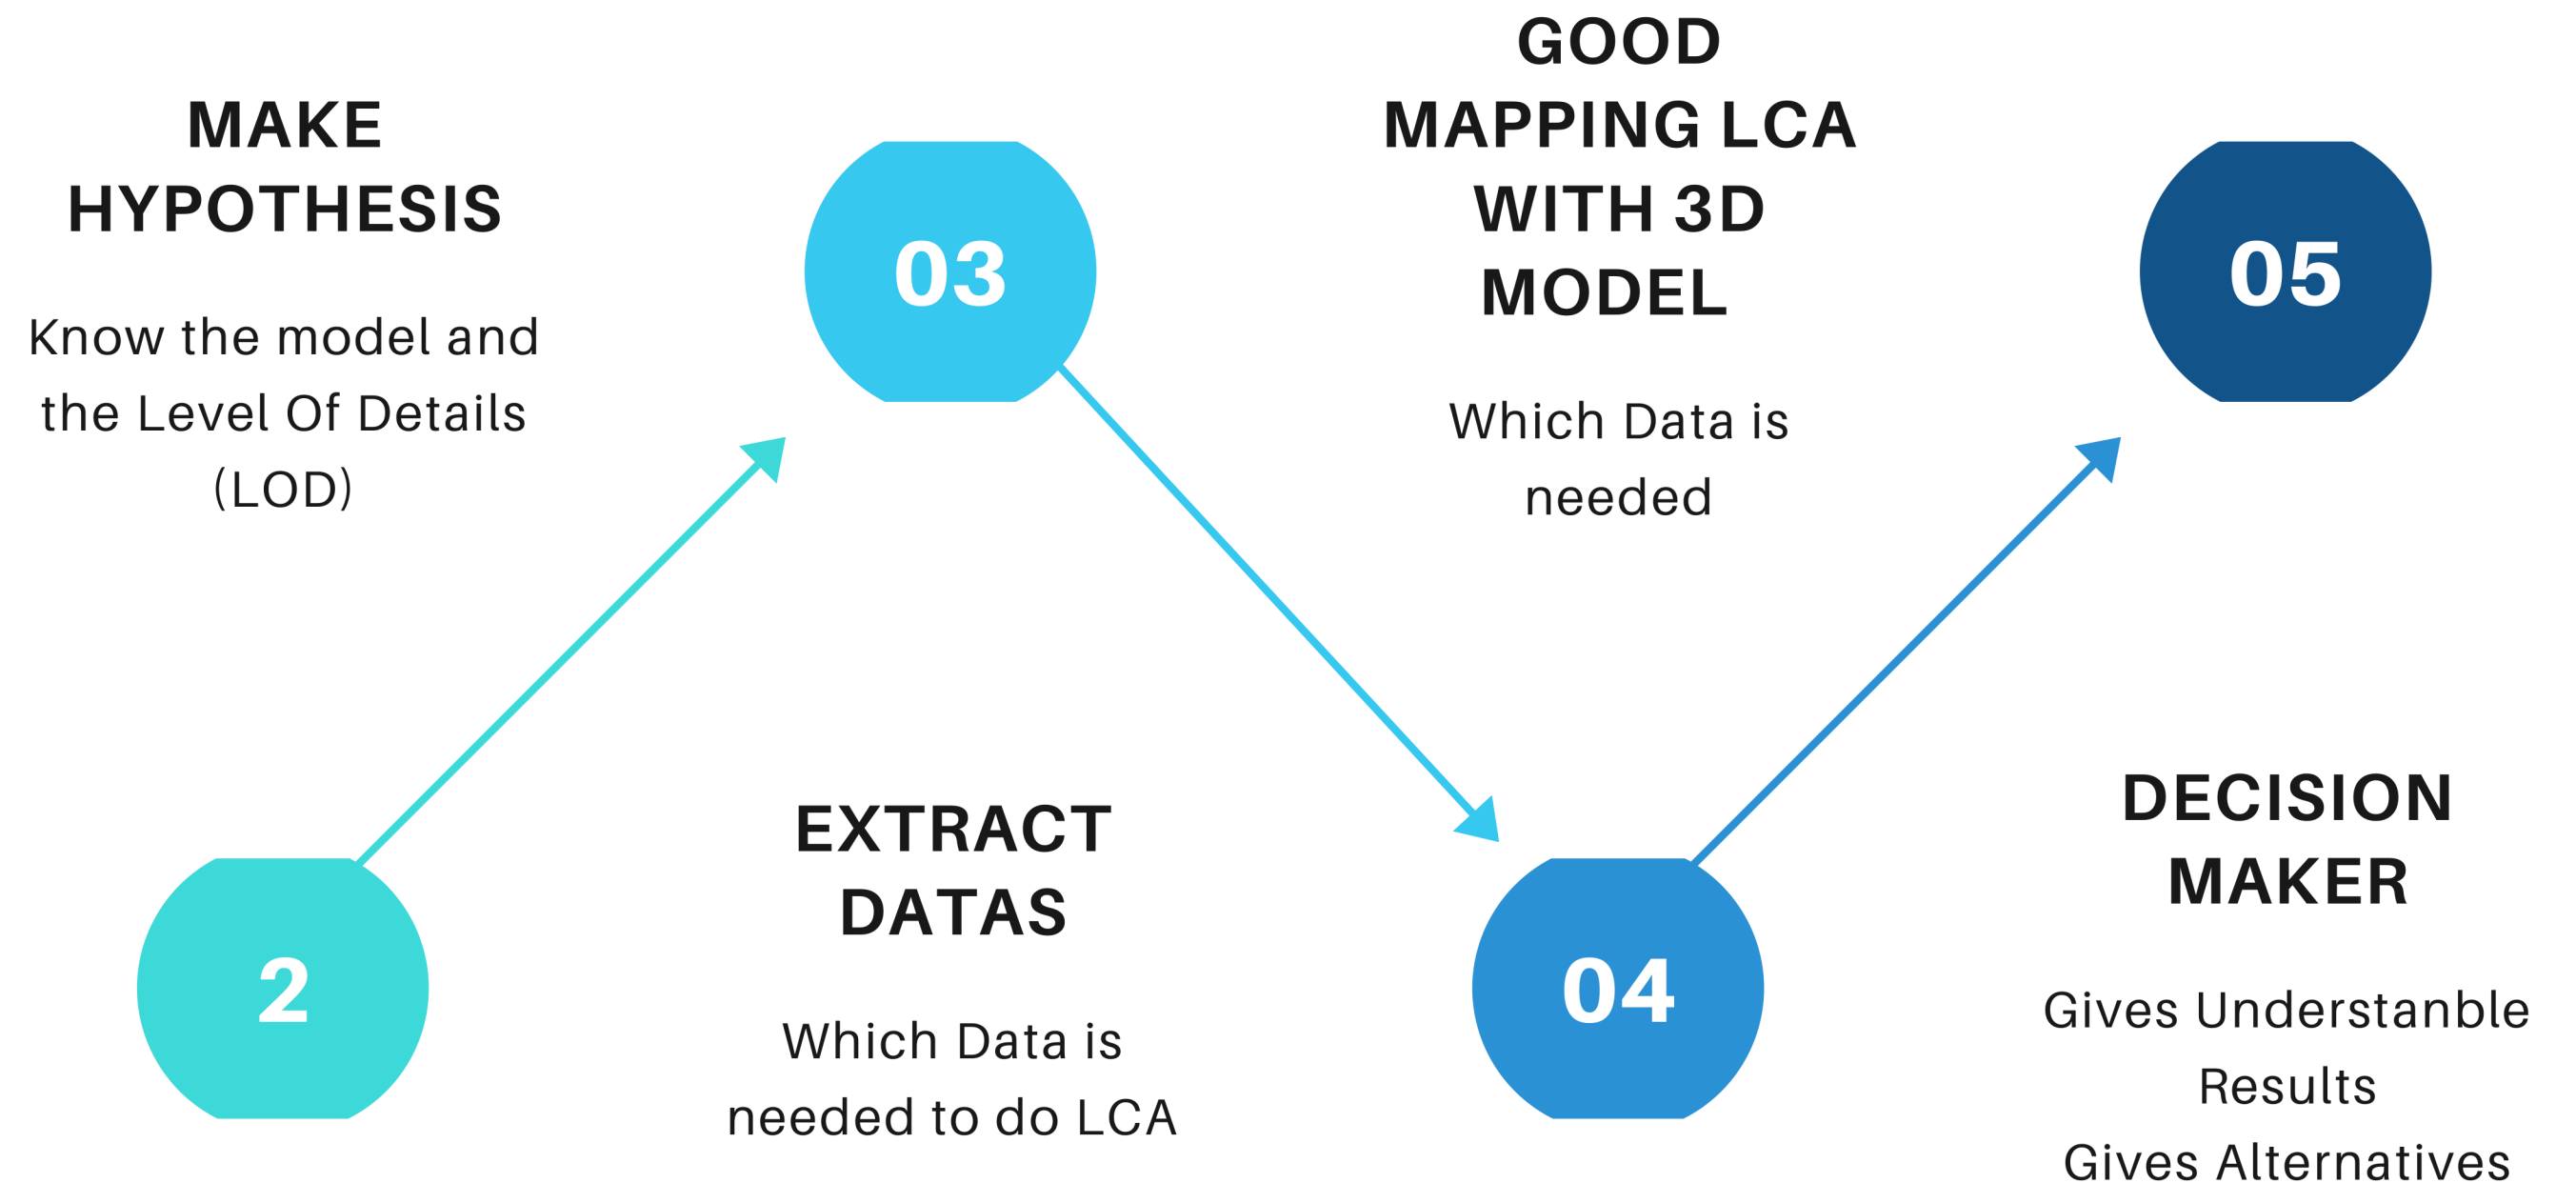 MAKE
HYPOTHESIS
Know the model and
the Level Of Details
(LOD)
2
03
EXTRACT
DATAS
Which Data is
needed to do LCA
GOOD
MAPPING LCA
WITH 3D
MODEL
Which Data is
needed
04
05
DECISION
MAKER
Gives Understanble
Results
Gives Alternatives